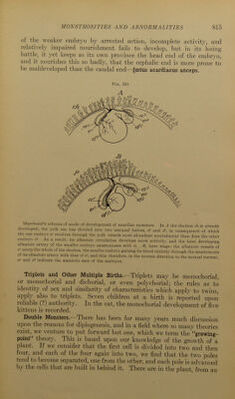 MONSTROSITIES AND ABNORMALITIES 815
of the weaker embryo by arrested action, incomplete activity, and
relatively impaired nourishment fails to develop, but in its losing
battle, it yet keeps as its own province the head end of the embryo,
and it nourishes this so badly, that the cephalic end is more prone to
be maldeveloped than the caudal end—foetus acardiacus anceps.
Triplets and Other Multiple Births.—Triplets may be monochorial,
or monochorial and dichorial, or even polychorial; the rules as to
identity of sex and similarity of characteristics which apply to twins,
apply also to triplets. Seven children at a birth is reported upon
reliable (?) authority. In the cat, the monochorial development of five
kittens is recorded.
Double Monsters.—There has been for many years much discussion
upon the reasons for diplogenesis, and in a field where so many theories
exist, we venture to put forward but one, which we term the "growing-
point" theory. This is based upon our knowledge of the growth of a
plant. If we consider that the first cell is divided into two and then
four, and each of the four again into two, we find that the two poles
tend to become separated, one from the other, and each pole is advanced
by the cells that are built in behind it. There are in the plant, from an